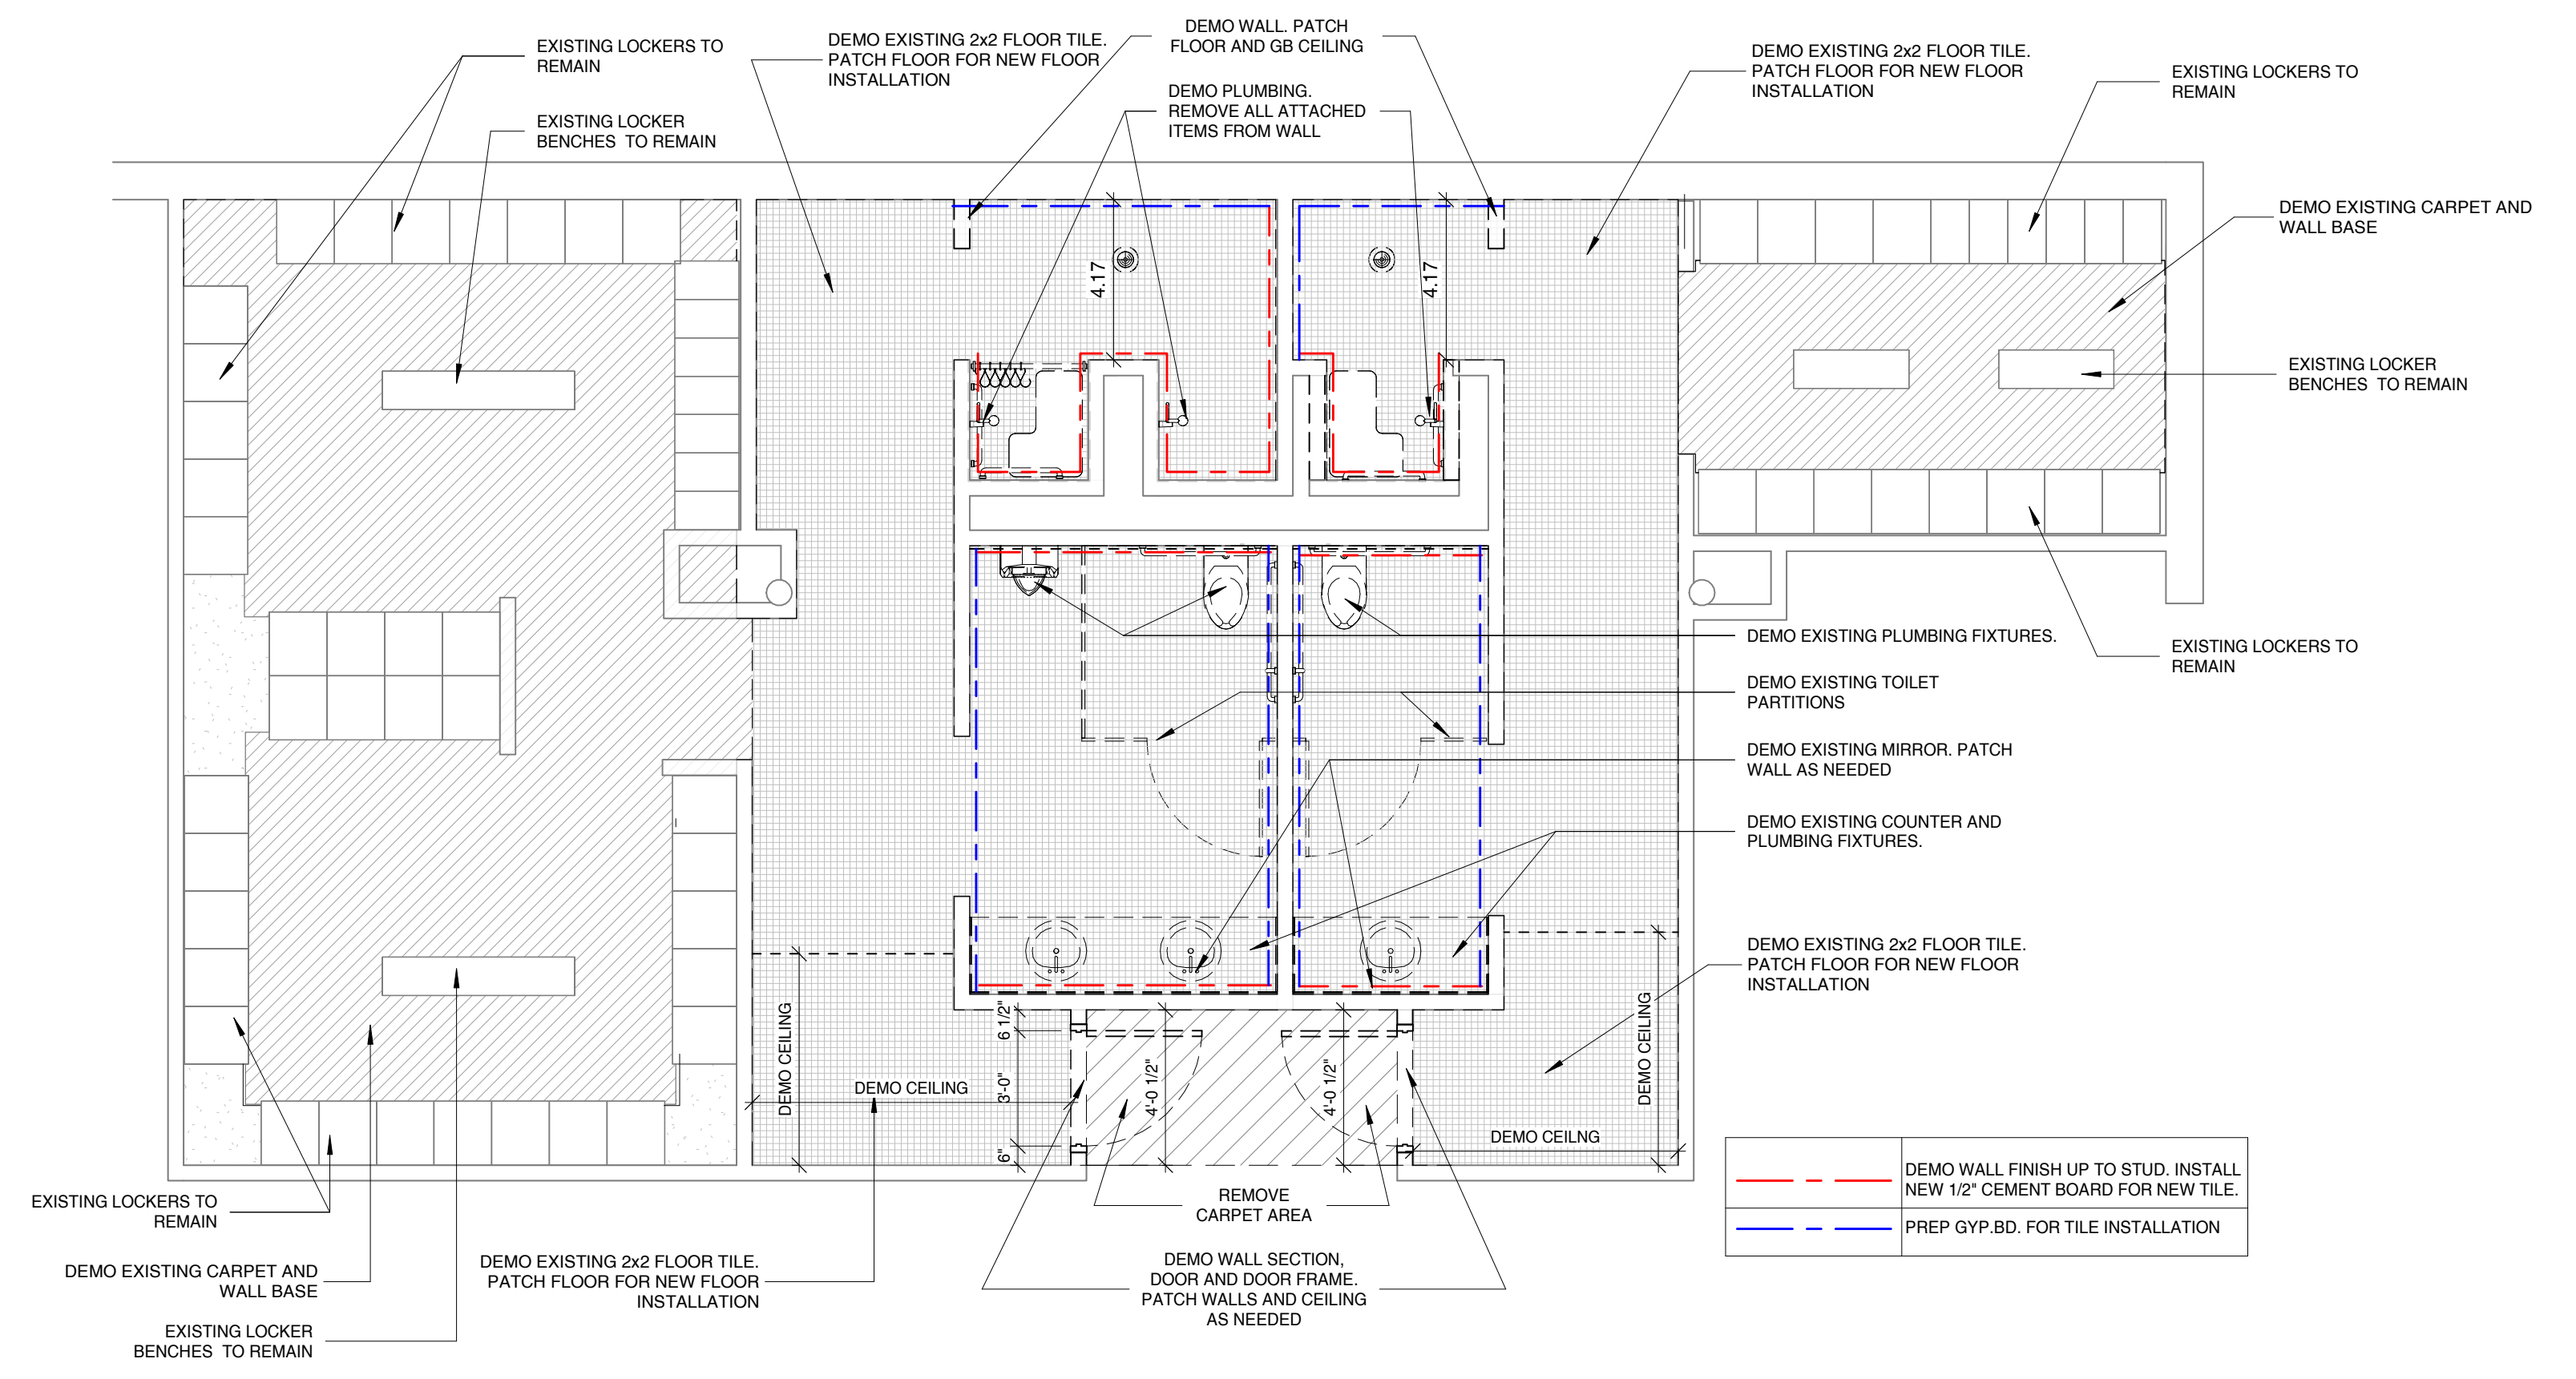 EXISTING LOCKERS TO
REMAIN
EXISTING LOCKER
BENCHES  TO REMAIN
DEMO EXISTING 2x2 FLOOR TILE.
PATCH FLOOR FOR NEW FLOOR
INSTALLATION
DEMO WALL. PATCH
FLOOR AND GB CEILING
DEMO PLUMBING.
REMOVE ALL ATTACHED
ITEMS FROM WALL
DEMO EXISTING 2x2 FLOOR TILE.
PATCH FLOOR FOR NEW FLOOR
INSTALLATION
EXISTING LOCKERS TO
REMAIN
DEMO EXISTING CARPET AND
WALL BASE
EXISTING LOCKER
BENCHES  TO REMAIN
EXISTING LOCKERS TO
REMAIN
4.17
4.17
DEMO EXISTING PLUMBING FIXTURES.
DEMO EXISTING TOILET
PARTITIONS
DEMO EXISTING MIRROR. PATCH
WALL AS NEEDED
DEMO EXISTING COUNTER AND
PLUMBING FIXTURES.
DEMO EXISTING 2x2 FLOOR TILE.
PATCH FLOOR FOR NEW FLOOR
INSTALLATION
DEMO CEILING
DEMO CEILING
6 1/2"
3'-0"
6"
4'-0 1/2"
4'-0 1/2"
DEMO CEILING
DEMO CEILNG
REMOVE
CARPET AREA
DEMO WALL SECTION,
DOOR AND DOOR FRAME.
PATCH WALLS AND CEILING
AS NEEDED
EXISTING LOCKERS TO
REMAIN
DEMO EXISTING CARPET AND
WALL BASE
EXISTING LOCKER
BENCHES  TO REMAIN
DEMO EXISTING 2x2 FLOOR TILE.
PATCH FLOOR FOR NEW FLOOR
INSTALLATION
DEMO WALL FINISH UP TO STUD. INSTALL
NEW 1/2" CEMENT BOARD FOR NEW TILE.
PREP GYP.BD. FOR TILE INSTALLATION